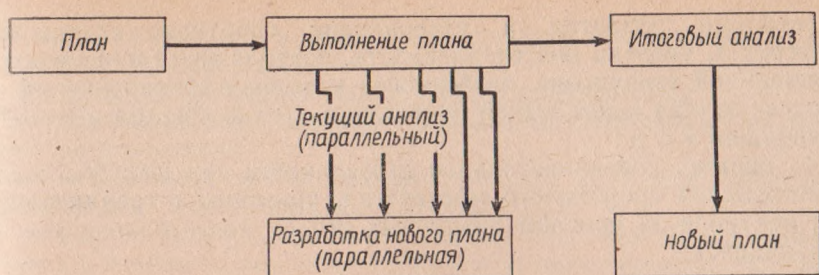 План
Выполнение плана
Итоговый анализ
Текущий анализ
(параллельный)
Разработка нового плана
(параллельная)
Новый план